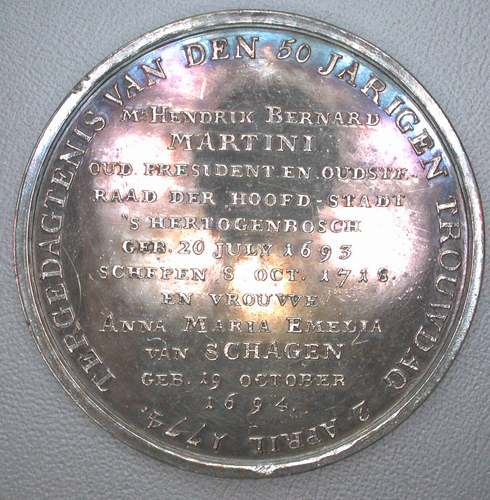 TER GEDAGTENIS VAN DEN 50 JARIGEN TROUWDAG 2 APRIL 1774.
Mr HENDRIK BERNARD
MARTINI
OUD. PRESIDENT EN OUDSTE-
RAAD DER HOOFD-STADT
'S HERTOGENBOSCH
GEB. 20 JULY 1693
SCHEPEN 8 OCT. 1718.
EN VROUWE
ANNA MARIA EMELIA
VAN SCHAGEN
GEB. 19 OCTOBER
1694.